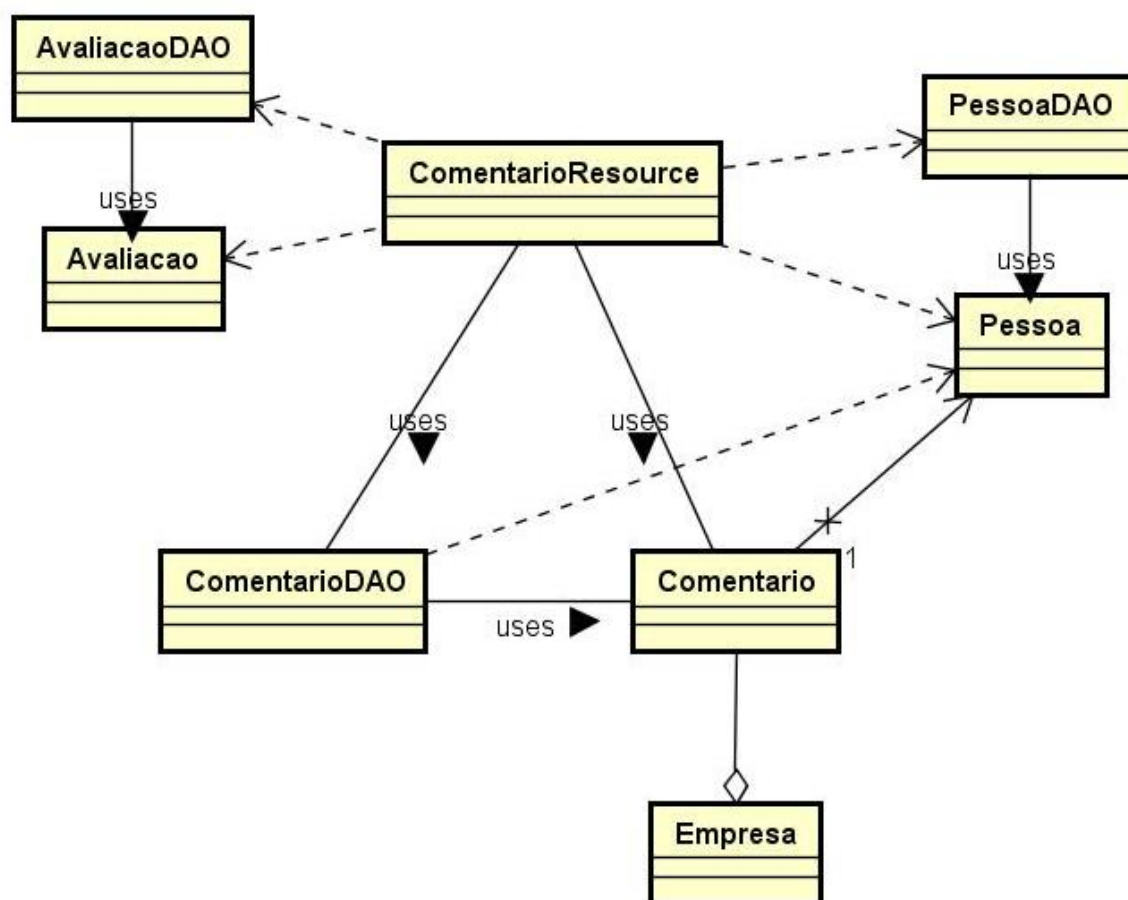 AvaliacaoDAO
PessoaDAO
ComentarioResource
uses
Avaliacao
uses
Pessoa
uses
uses
1
ComentarioDAO
Comentario
uses
Empresa